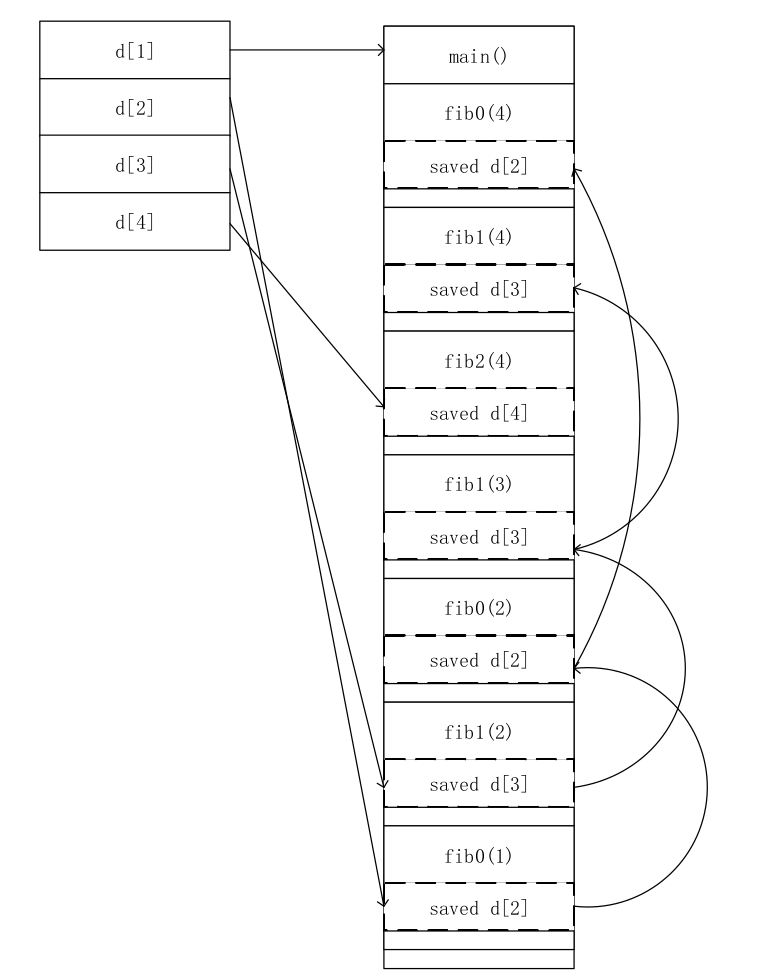 d[1]
d[2]
d[3]
d[4]
main()
fib0(4)
saved d[2]
fib1(4)
saved d[3]
fib2(4)
saved d[4]
fib1(3)
saved d[3]
fib0(2)
saved d[2]
fib1(2)
saved d[3]
fib0(1)
saved d[2]